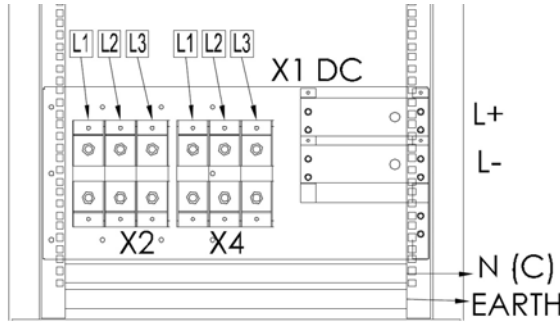 L1 L2 L3 L1 L2 L3
X1 DC
L+
L-
X2 X4
N (C)
EARTH